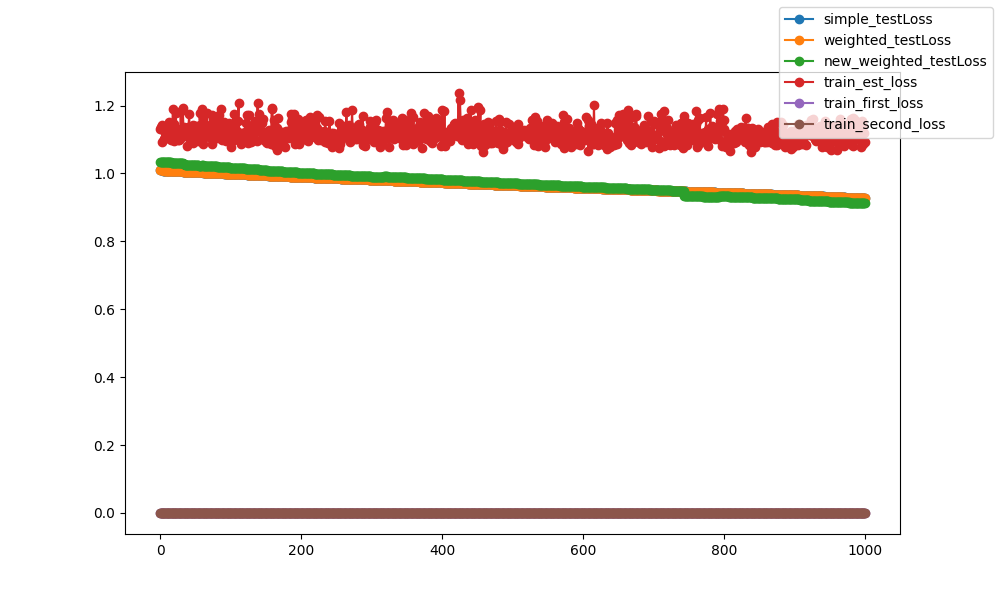 simple_testLoss
weighted_testLoss
new_weighted_testLoss
train_est_loss
train_first_loss
train_second_loss
1.2
1.0
0.8
0.6
0.4
0.2
0.0
0 200 400 600 800 1000